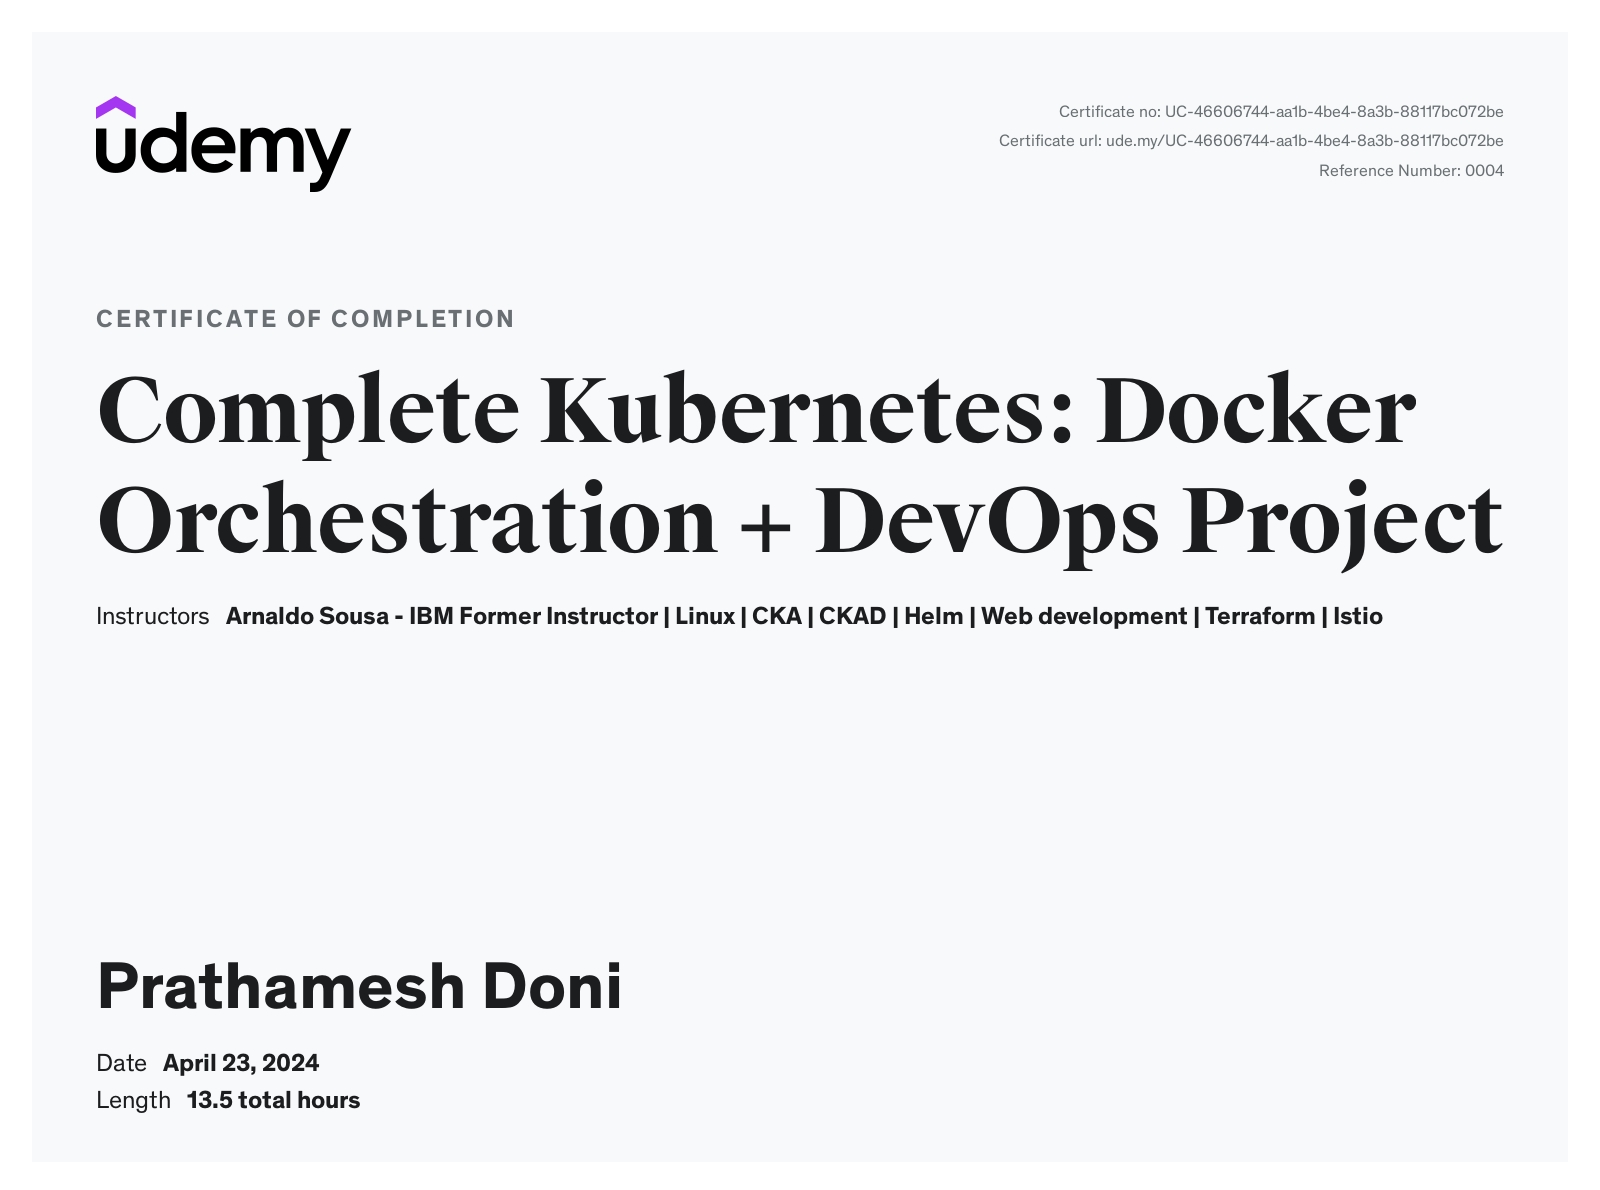 udemy
Certificate no: UC-46606744-aa1b-4be4-8a3b-88117bc072be
Certificate url: ude.my/UC-46606744-aa1b-4be4-8a3b-88117bc072be
Reference Number: 0004
CERTIFICATE OF COMPLETION
Complete Kubernetes: Docker
Orchestration + DevOps Project
Instructors Arnaldo Sousa - IBM Former Instructor | Linux | CKA | CKAD | Helm | Web development | Terraform | Istio
Prathamesh Doni
Date April 23, 2024
Length 13.5 total hours